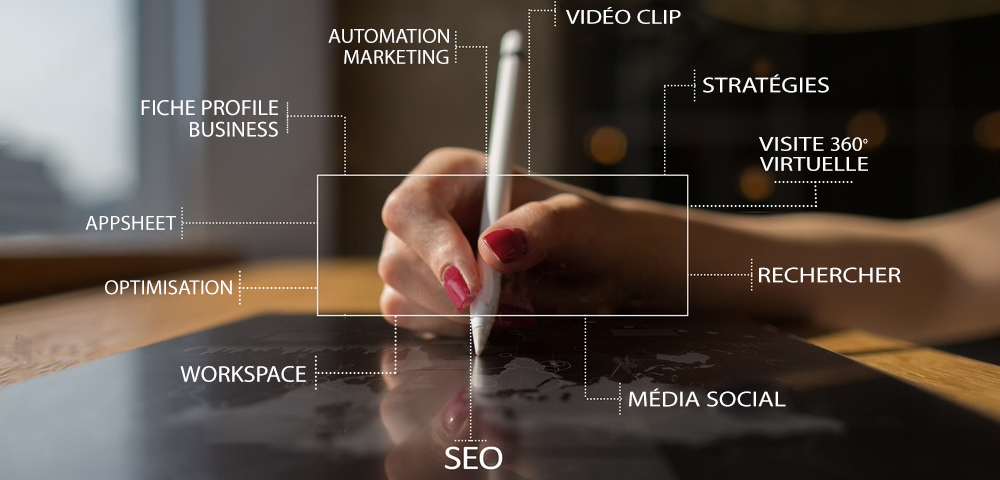 VIDÉO CLIP
AUTOMATION
MARKETING
STRATÉGIES
FICHE PROFILE
BUSINESS
VISITE 360°
VIRTUELLE
APPSHEET
RECHERCHER
OPTIMISATION
WORKSPACE
MÉDIA SOCIAL
SEO